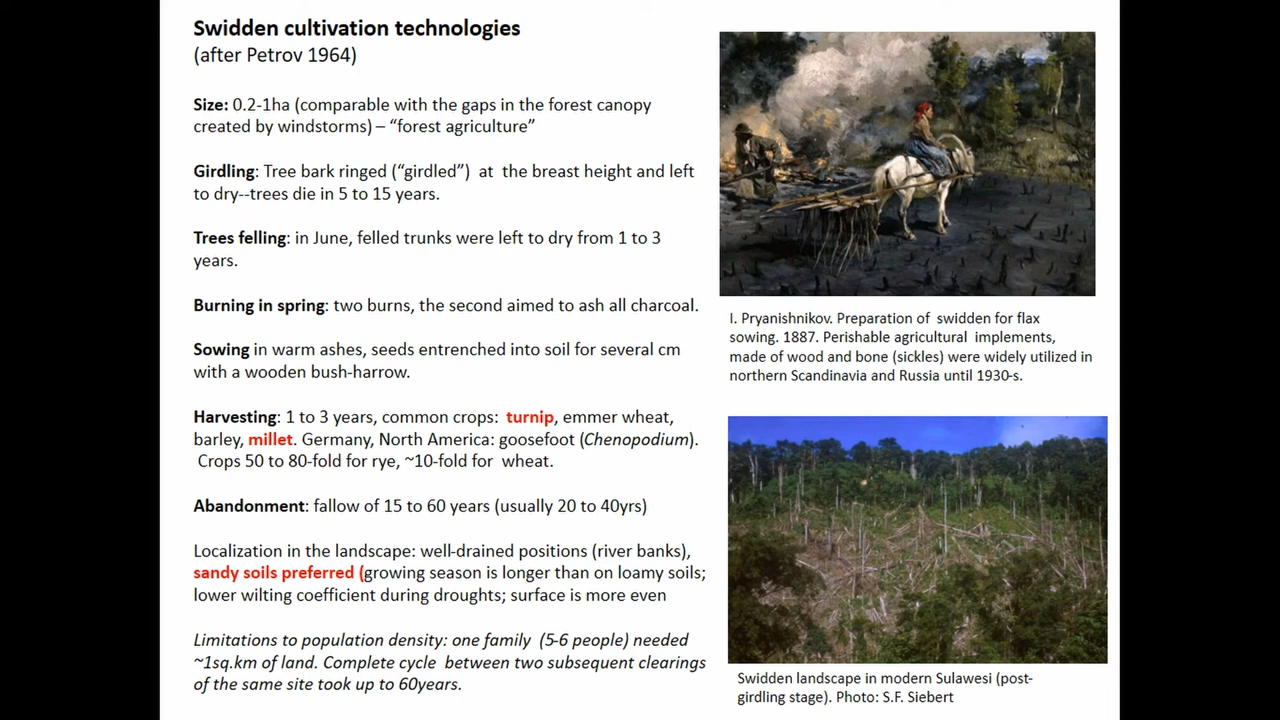 Swidden cultivation technologies
(after Petrov 1964)
Size: 0.2-1ha (comparable with the gaps in the forest canopy
created by windstorms) – “forest agriculture”
Girdling: Tree bark ringed (“girdled”) at the breast height and left
to dry--trees die in 5 to 15 years.
Trees felling: in June, felled trunks were left to dry from 1 to 3
years.
Burning in spring: two burns, the second aimed to ash all charcoal.
Sowing in warm ashes, seeds entrenched into soil for several cm
with a wooden bush-harrow.
Harvesting: 1 to 3 years, common crops: turnip, emmer wheat,
barley, millet. Germany, North America: goosefoot (Chenopodium).
Crops 50 to 80-fold for rye, ~10-fold for wheat.
Abandonment: fallow of 15 to 60 years (usually 20 to 40yrs)
Localization in the landscape: well-drained positions (river banks),
sandy soils preferred (growing season is longer than on loamy soils;
lower wilting coefficient during droughts; surface is more even
Limitations to population density: one family (5-6 people) needed
~1sq.km of land. Complete cycle between two subsequent clearings
of the same site took up to 60years.
I. Pryanishnikov. Preparation of swidden for flax
sowing. 1887. Perishable agricultural implements,
made of wood and bone (sickles) were widely utilized in
northern Scandinavia and Russia until 1930-s.
Swidden landscape in modern Sulawesi (post-
girdling stage). Photo: S.F. Siebert